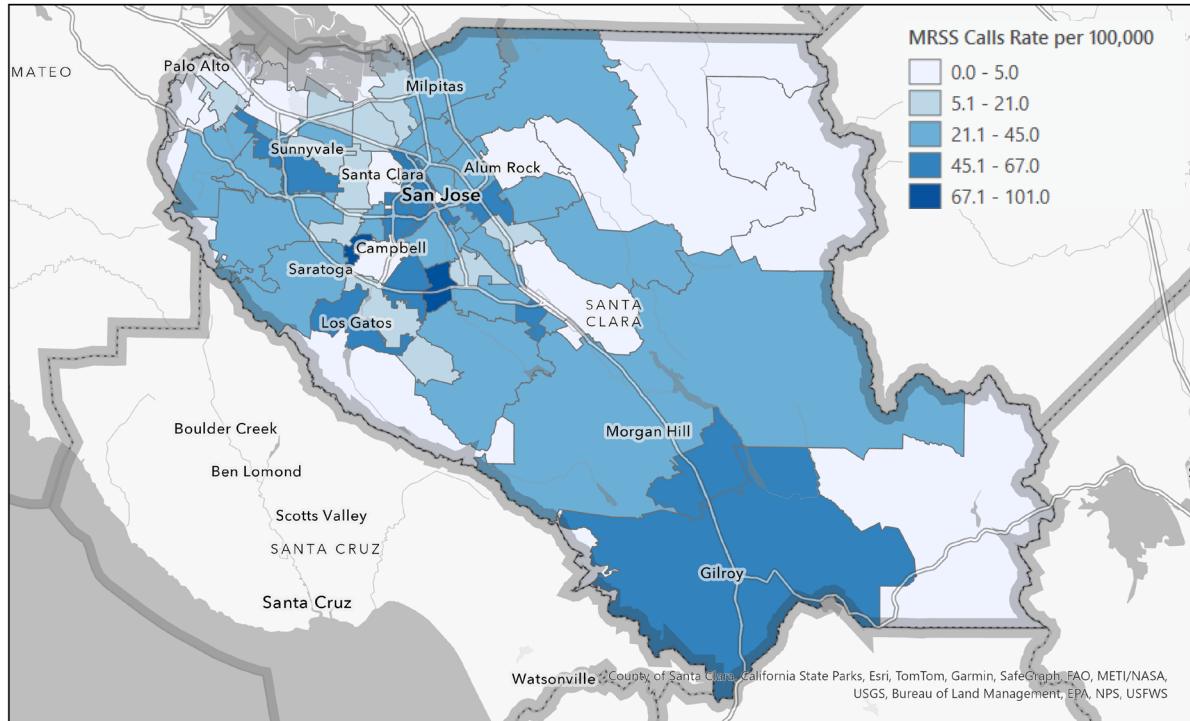 MRSS Calls Rate per 100,000
0.0 - 5.0
5.1 - 21.0
21.1 - 45.0
45.1 - 67.0
67.1 - 101.0
MATEO
Palo Alto
Milpitas
Sunnyvale
Alum Rock
Santa Clara
San Jose
Campbell
Saratoga
SANTA
CLARA
Los Gatos
Boulder Creek
Morgan Hill
Ben Lomond
Scotts Valley
SANTA CRUZ
Gilroy
Santa Cruz
Watsonville
County of Santa Clara, California State Parks, Esri, TomTom, Garmin, SafeGraph, FAO, METI/NASA,
USGS, Bureau of Land Management, EPA, NPS, USFWS